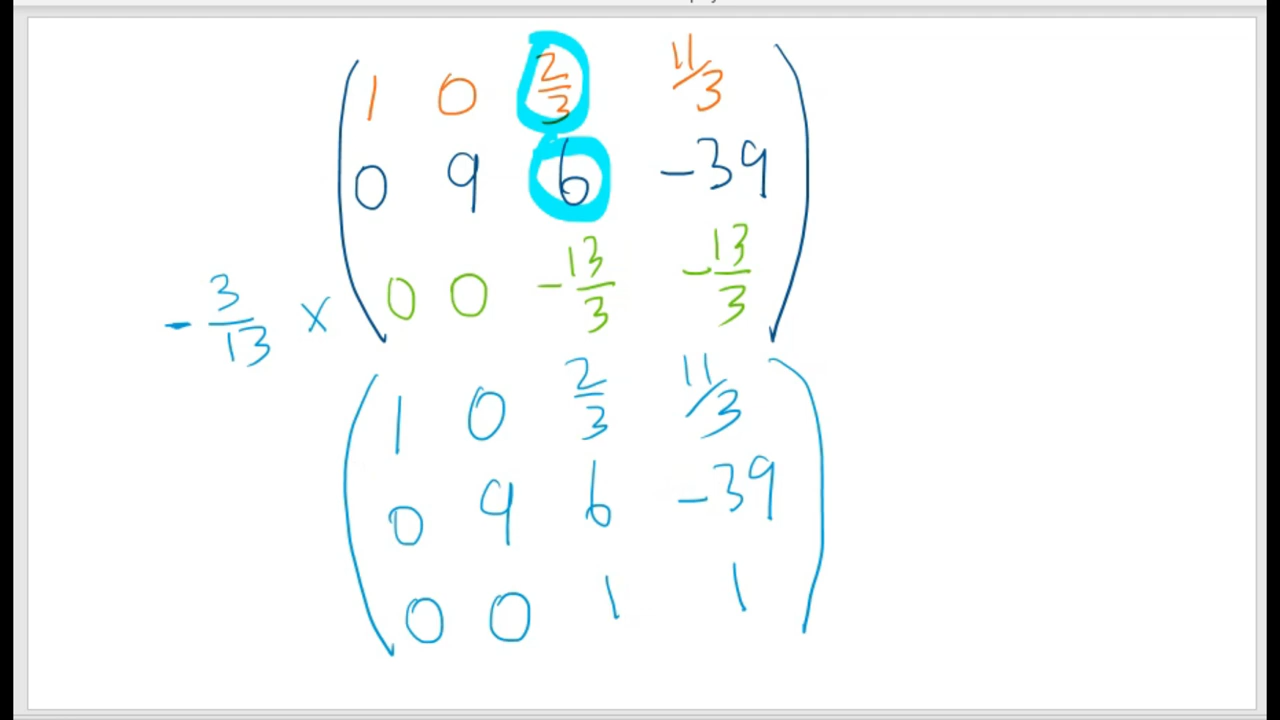 1 0 2/3 11/3
0 9 6 -39
-3/13 × 0 0 -13/3 -13/3
1 0 2/3 11/3
0 9 6 -39
0 0 1 1